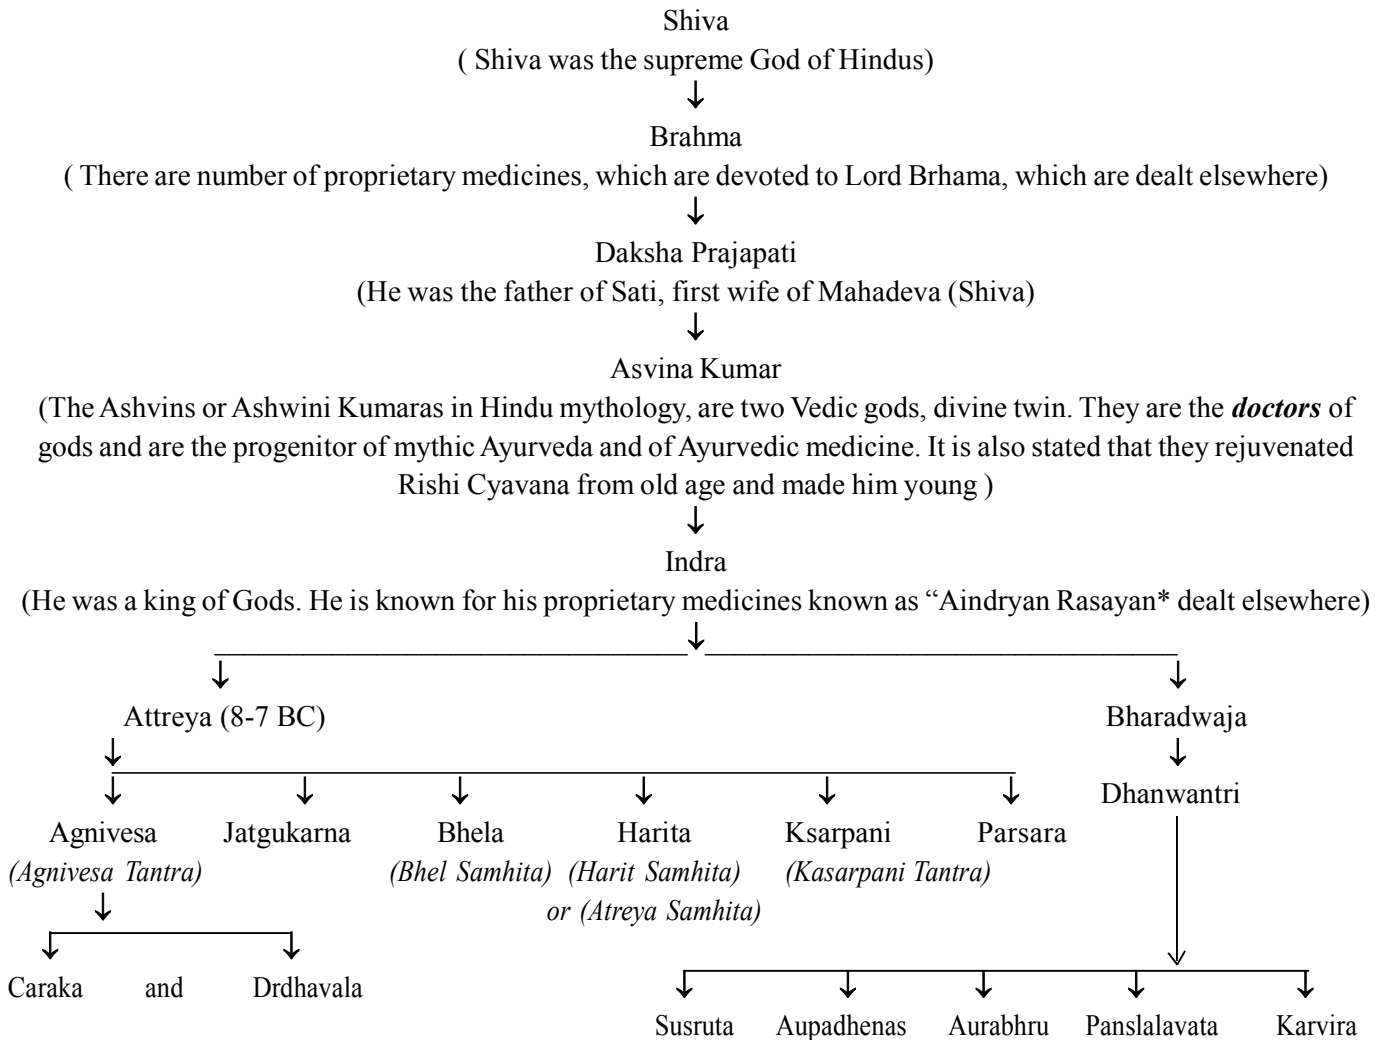 Shiva
( Shiva was the supreme God of Hindus)
Brahma
( There are number of proprietary medicines, which are devoted to Lord Brhama, which are dealt elsewhere)
Daksha Prajapati
(He was the father of Sati, first wife of Mahadeva (Shiva)
Asvina Kumar
(The Ashvins or Ashwini Kumaras in Hindu mythology, are two Vedic gods, divine twin. They are the doctors of
gods and are the progenitor of mythic Ayurveda and of Ayurvedic medicine. It is also stated that they rejuvenated
Rishi Cyavana from old age and made him young )
Indra
(He was a king of Gods. He is known for his proprietary medicines known as “Aindryan Rasayan* dealt elsewhere)
Attreya (8-7 BC) Bharadwaja
Dhanwantri
Agnivesa Jatgukarna Bhela Harita Ksarpani Parsara
(Agnivesa Tantra) (Bhel Samhita) (Harit Samhita) (Kasarpani Tantra)
or (Atreya Samhita)
Caraka and Drdhavala
Susruta Aupadhenas Aurabhru Panslalavata Karvira